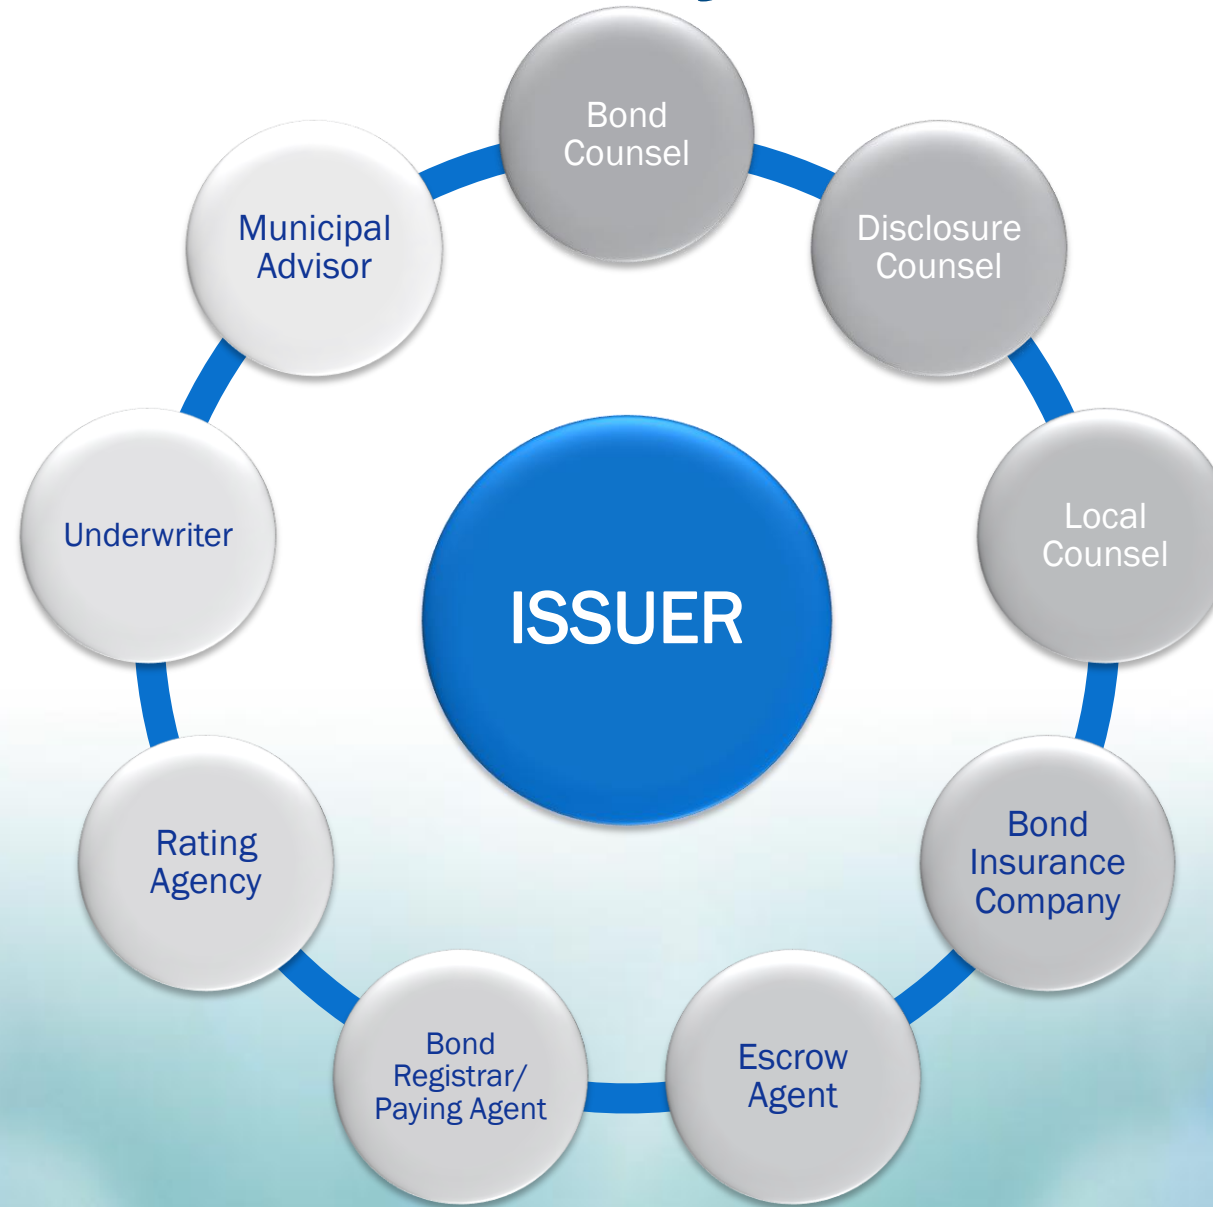 Bond
Counsel
Disclosure
Counsel
Local
Counsel
Bond
Insurance
Company
Escrow
Agent
Bond
Registrar/
Paying Agent
Rating
Agency
Underwriter
Municipal
Advisor
ISSUER